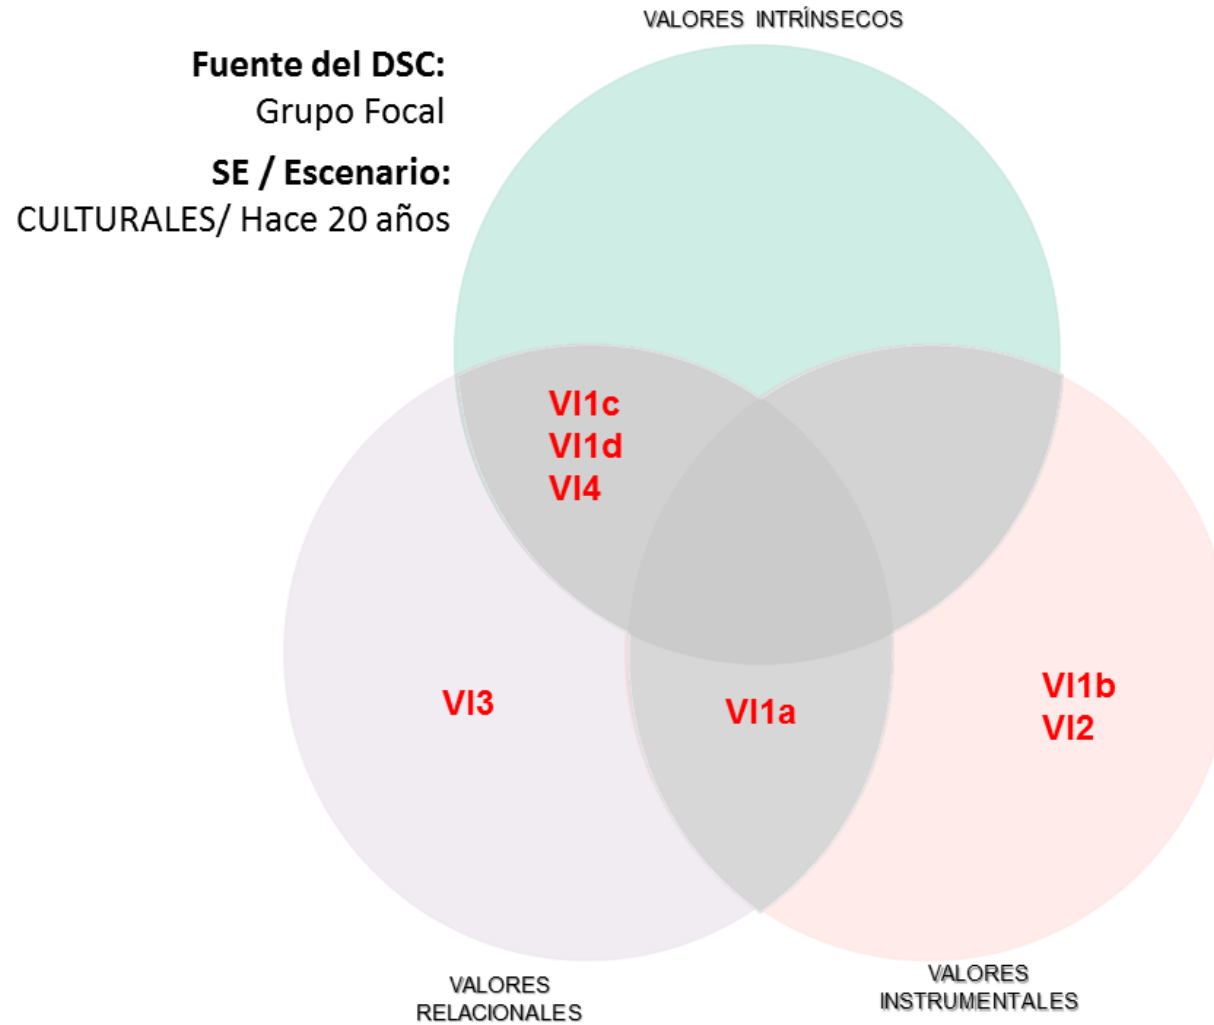 VALORES INTRÍNSECOS
Fuente del DSC:
Grupo Focal
SE / Escenario:
CULTURALES/ Hace 20 años
VI1c
VI1d
VI4
VI3
VI1a
VI1b
VI2
VALORES
RELACIONALES
VALORES
INSTRUMENTALES